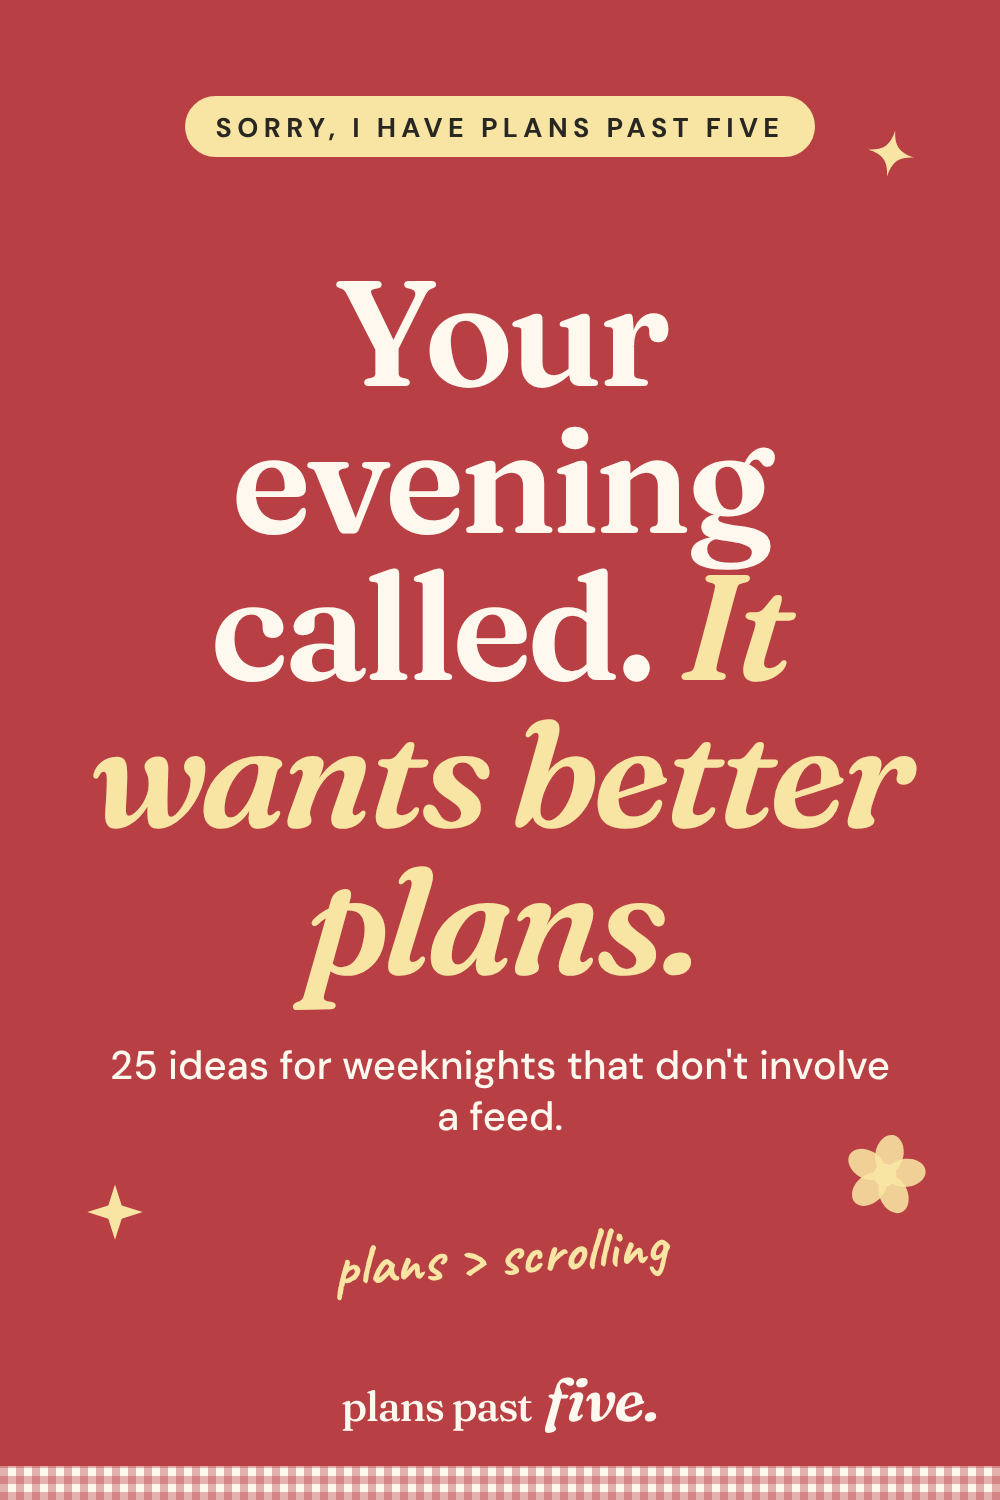 SORRY, I HAVE PLANS PAST FIVE
Your
evening
called. It
wants better
plans.
25 ideas for weeknights that don't involve
a feed.
plans > scrolling
plans past five.